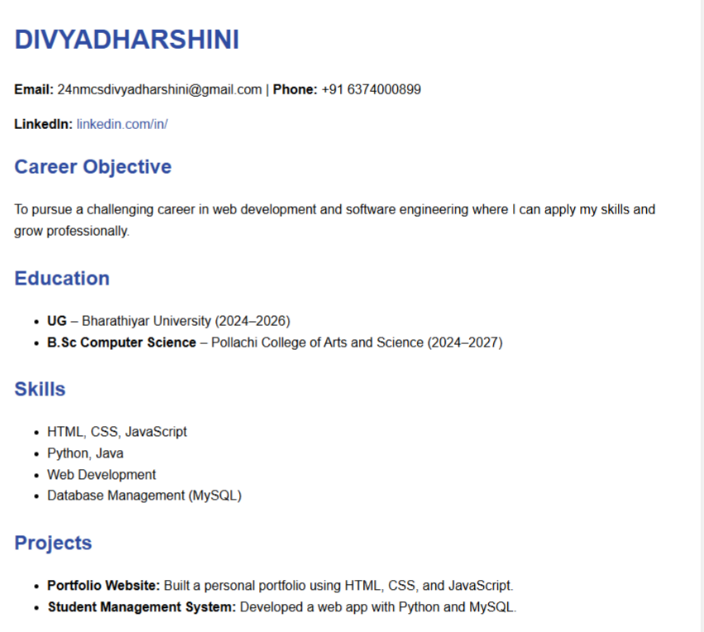 DIVYADHARSHINI
Email: 24nmcsdivyadharshini@gmail.com | Phone: +91 6374000899
LinkedIn: linkedin.com/in/
Career Objective
To pursue a challenging career in web development and software engineering where I can apply my skills and
grow professionally.
Education
• UG – Bharathiyar University (2024–2026)
• B.Sc Computer Science – Pollachi College of Arts and Science (2024–2027)
Skills
• HTML, CSS, JavaScript
• Python, Java
• Web Development
• Database Management (MySQL)
Projects
• Portfolio Website: Built a personal portfolio using HTML, CSS, and JavaScript.
• Student Management System: Developed a web app with Python and MySQL.